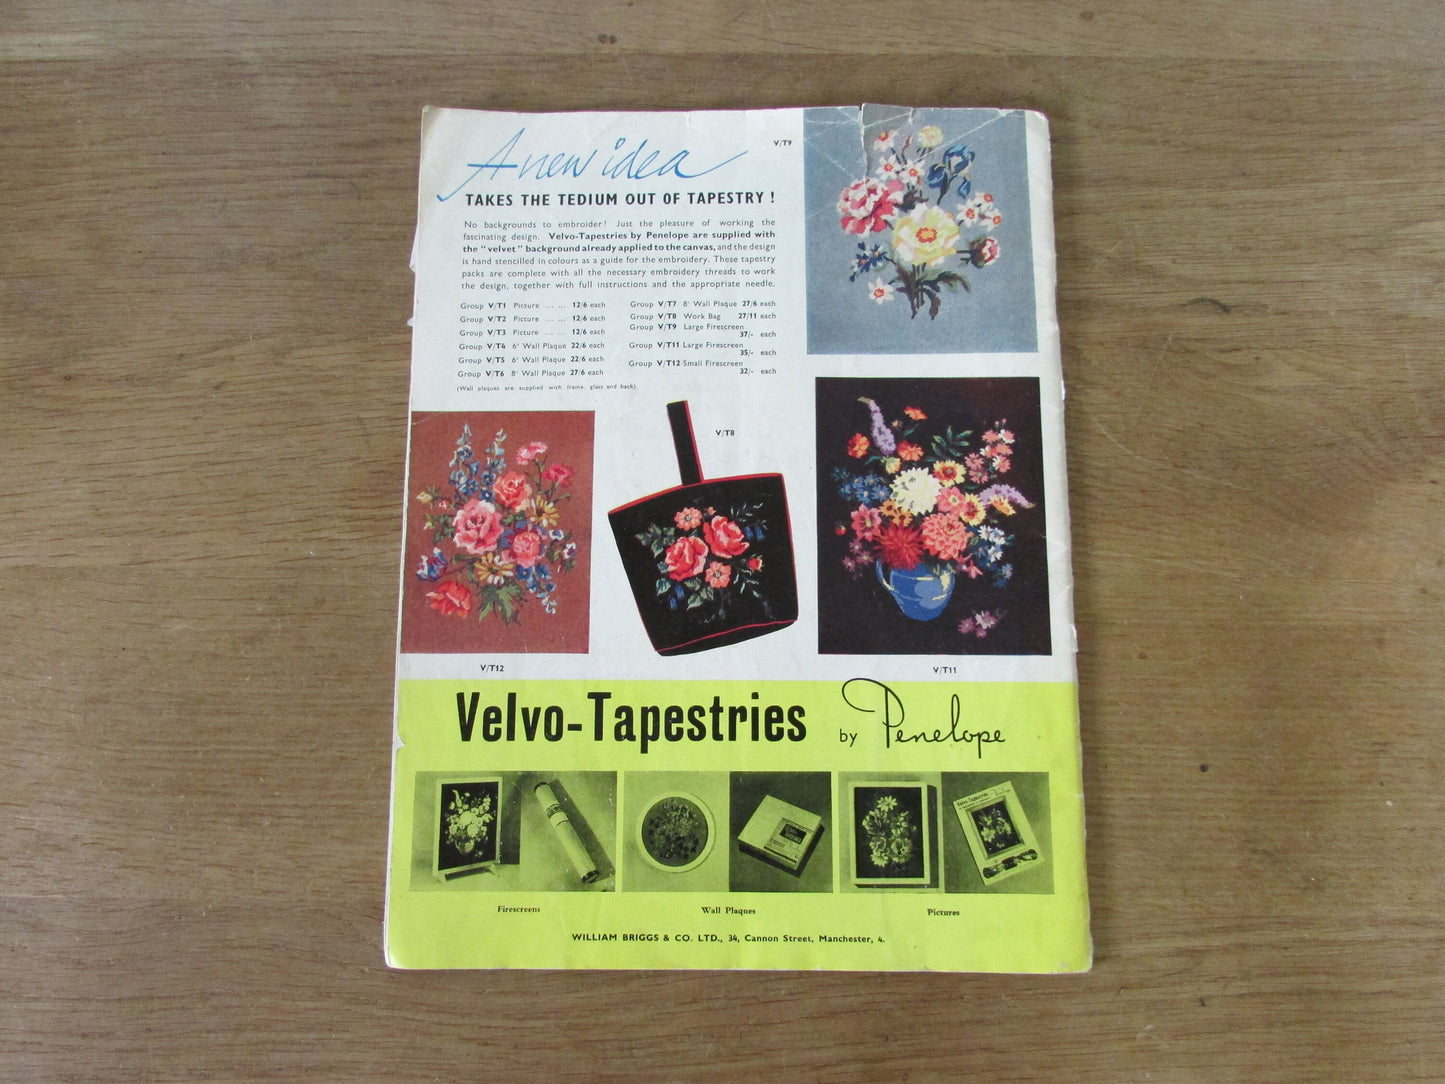 A new idea
V/T9
TAKES THE TEDIUM OUT OF TAPESTRY !
No backgrounds to embroider! Just the pleasure of working the
fascinating design. Velvo-Tapestries by Penelope are supplied with
the "velvet" background already applied to the canvas, and the design
is hand stencilled in colours as a guide for the embroidery. These tapestry
packs are complete with all the necessary embroidery threads to work
the design, together with full instructions and the appropriate needle.
Group V/T1 Picture ... ... 12/6 each
Group V/T2 Picture ... ... 12/6 each
Group V/T3 Picture ... ... 12/6 each
Group V/T4 6" Wall Plaque 22/6 each
Group V/T5 6" Wall Plaque 22/6 each
Group V/T6 8" Wall Plaque 27/6 each
Group V/T7 8" Wall Plaque 27/6 each
Group V/T8 Work Bag 27/11 each
Group V/T9 Large Firescreen
37/- each
Group V/T11 Large Firescreen
35/- each
Group V/T12 Small Firescreen
32/- each
(Wall plaques are supplied with frame, glass and back)
V/T8
V/T12
V/T11
Velvo-Tapestries by Penelope
Velvo-Tapestries
Firescreens
Wall Plaques
Pictures
WILLIAM BRIGGS & CO. LTD., 34, Cannon Street, Manchester, 4.